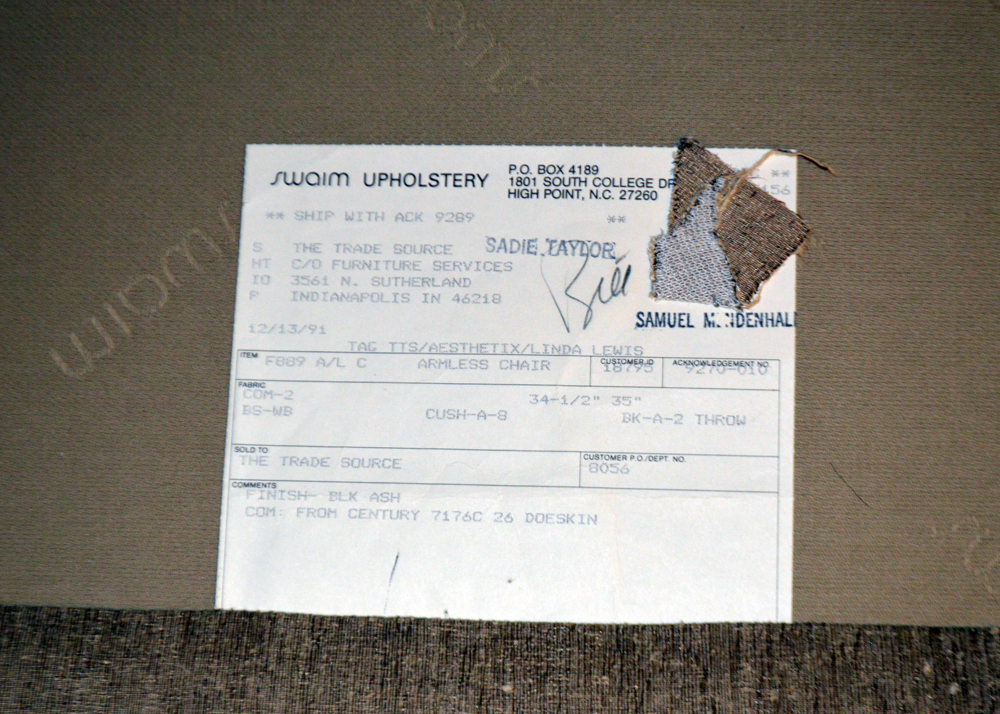 swaim UPHOLSTERY
P.O. BOX 4189
1801 SOUTH COLLEGE DR
HIGH POINT, N.C. 27260
** SHIP WITH ACK 9289 **
**
156
S THE TRADE SOURCE
HT C/O FURNITURE SERVICES
IO 3561 N. SUTHERLAND
P INDIANAPOLIS IN 46218
SADIE TAYLOR
Bill
SAMUEL M
12/13/91
TAG TTS/AESTHETIX/LINDA LEWIS
ITEM
F889 A/L C ARMLESS CHAIR
CUSTOMER ID
18795
ACKNOWLEDGEMENT NO.
9270-010
FABRIC
COM-2 34-1/2" 35"
BS-WB CUSH-A-8 BK-A-2 THROW
SOLD TO
THE TRADE SOURCE
CUSTOMER P.O./DEPT. NO.
8056
COMMENTS
FINISH- BLK ASH
COM: FROM CENTURY 7176C 26 DOESKIN
swaim